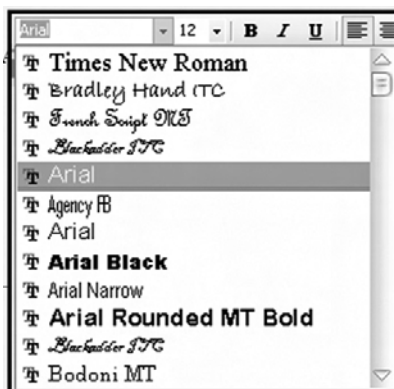 Arial 12 B I U
Times New Roman
Bradley Hand ITC
French Script MT
Blackadder ITC
Arial
Agency FB
Arial
Arial Black
Arial Narrow
Arial Rounded MT Bold
Blackadder ITC
Bodoni MT